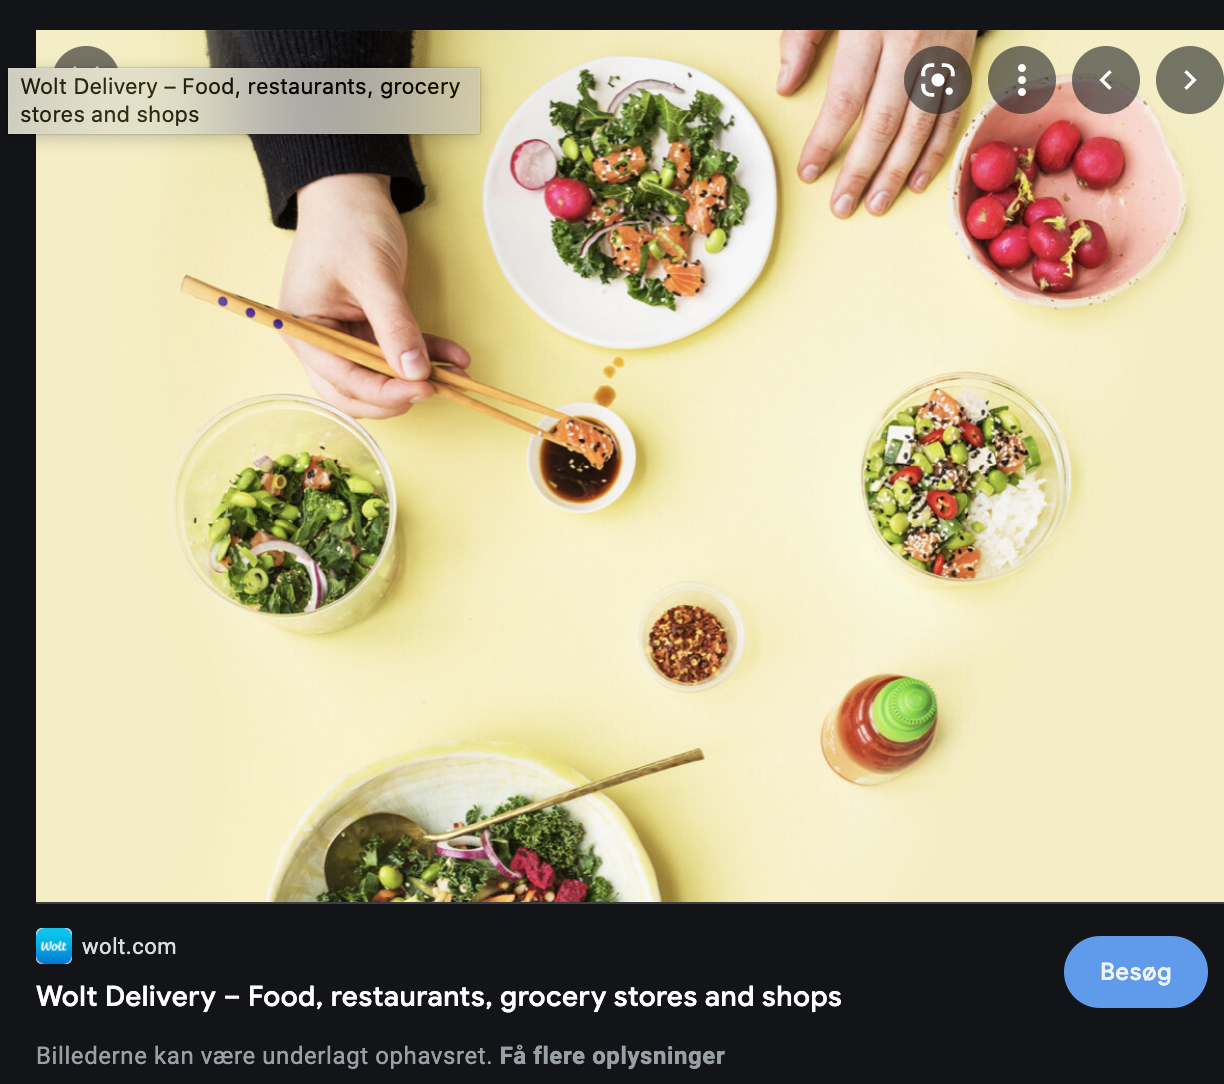 Wolt Delivery – Food, restaurants, grocery
stores and shops
Wolt
wolt.com
Besøg
Wolt Delivery – Food, restaurants, grocery stores and shops
Billederne kan være underlagt ophavsret. Få flere oplysninger